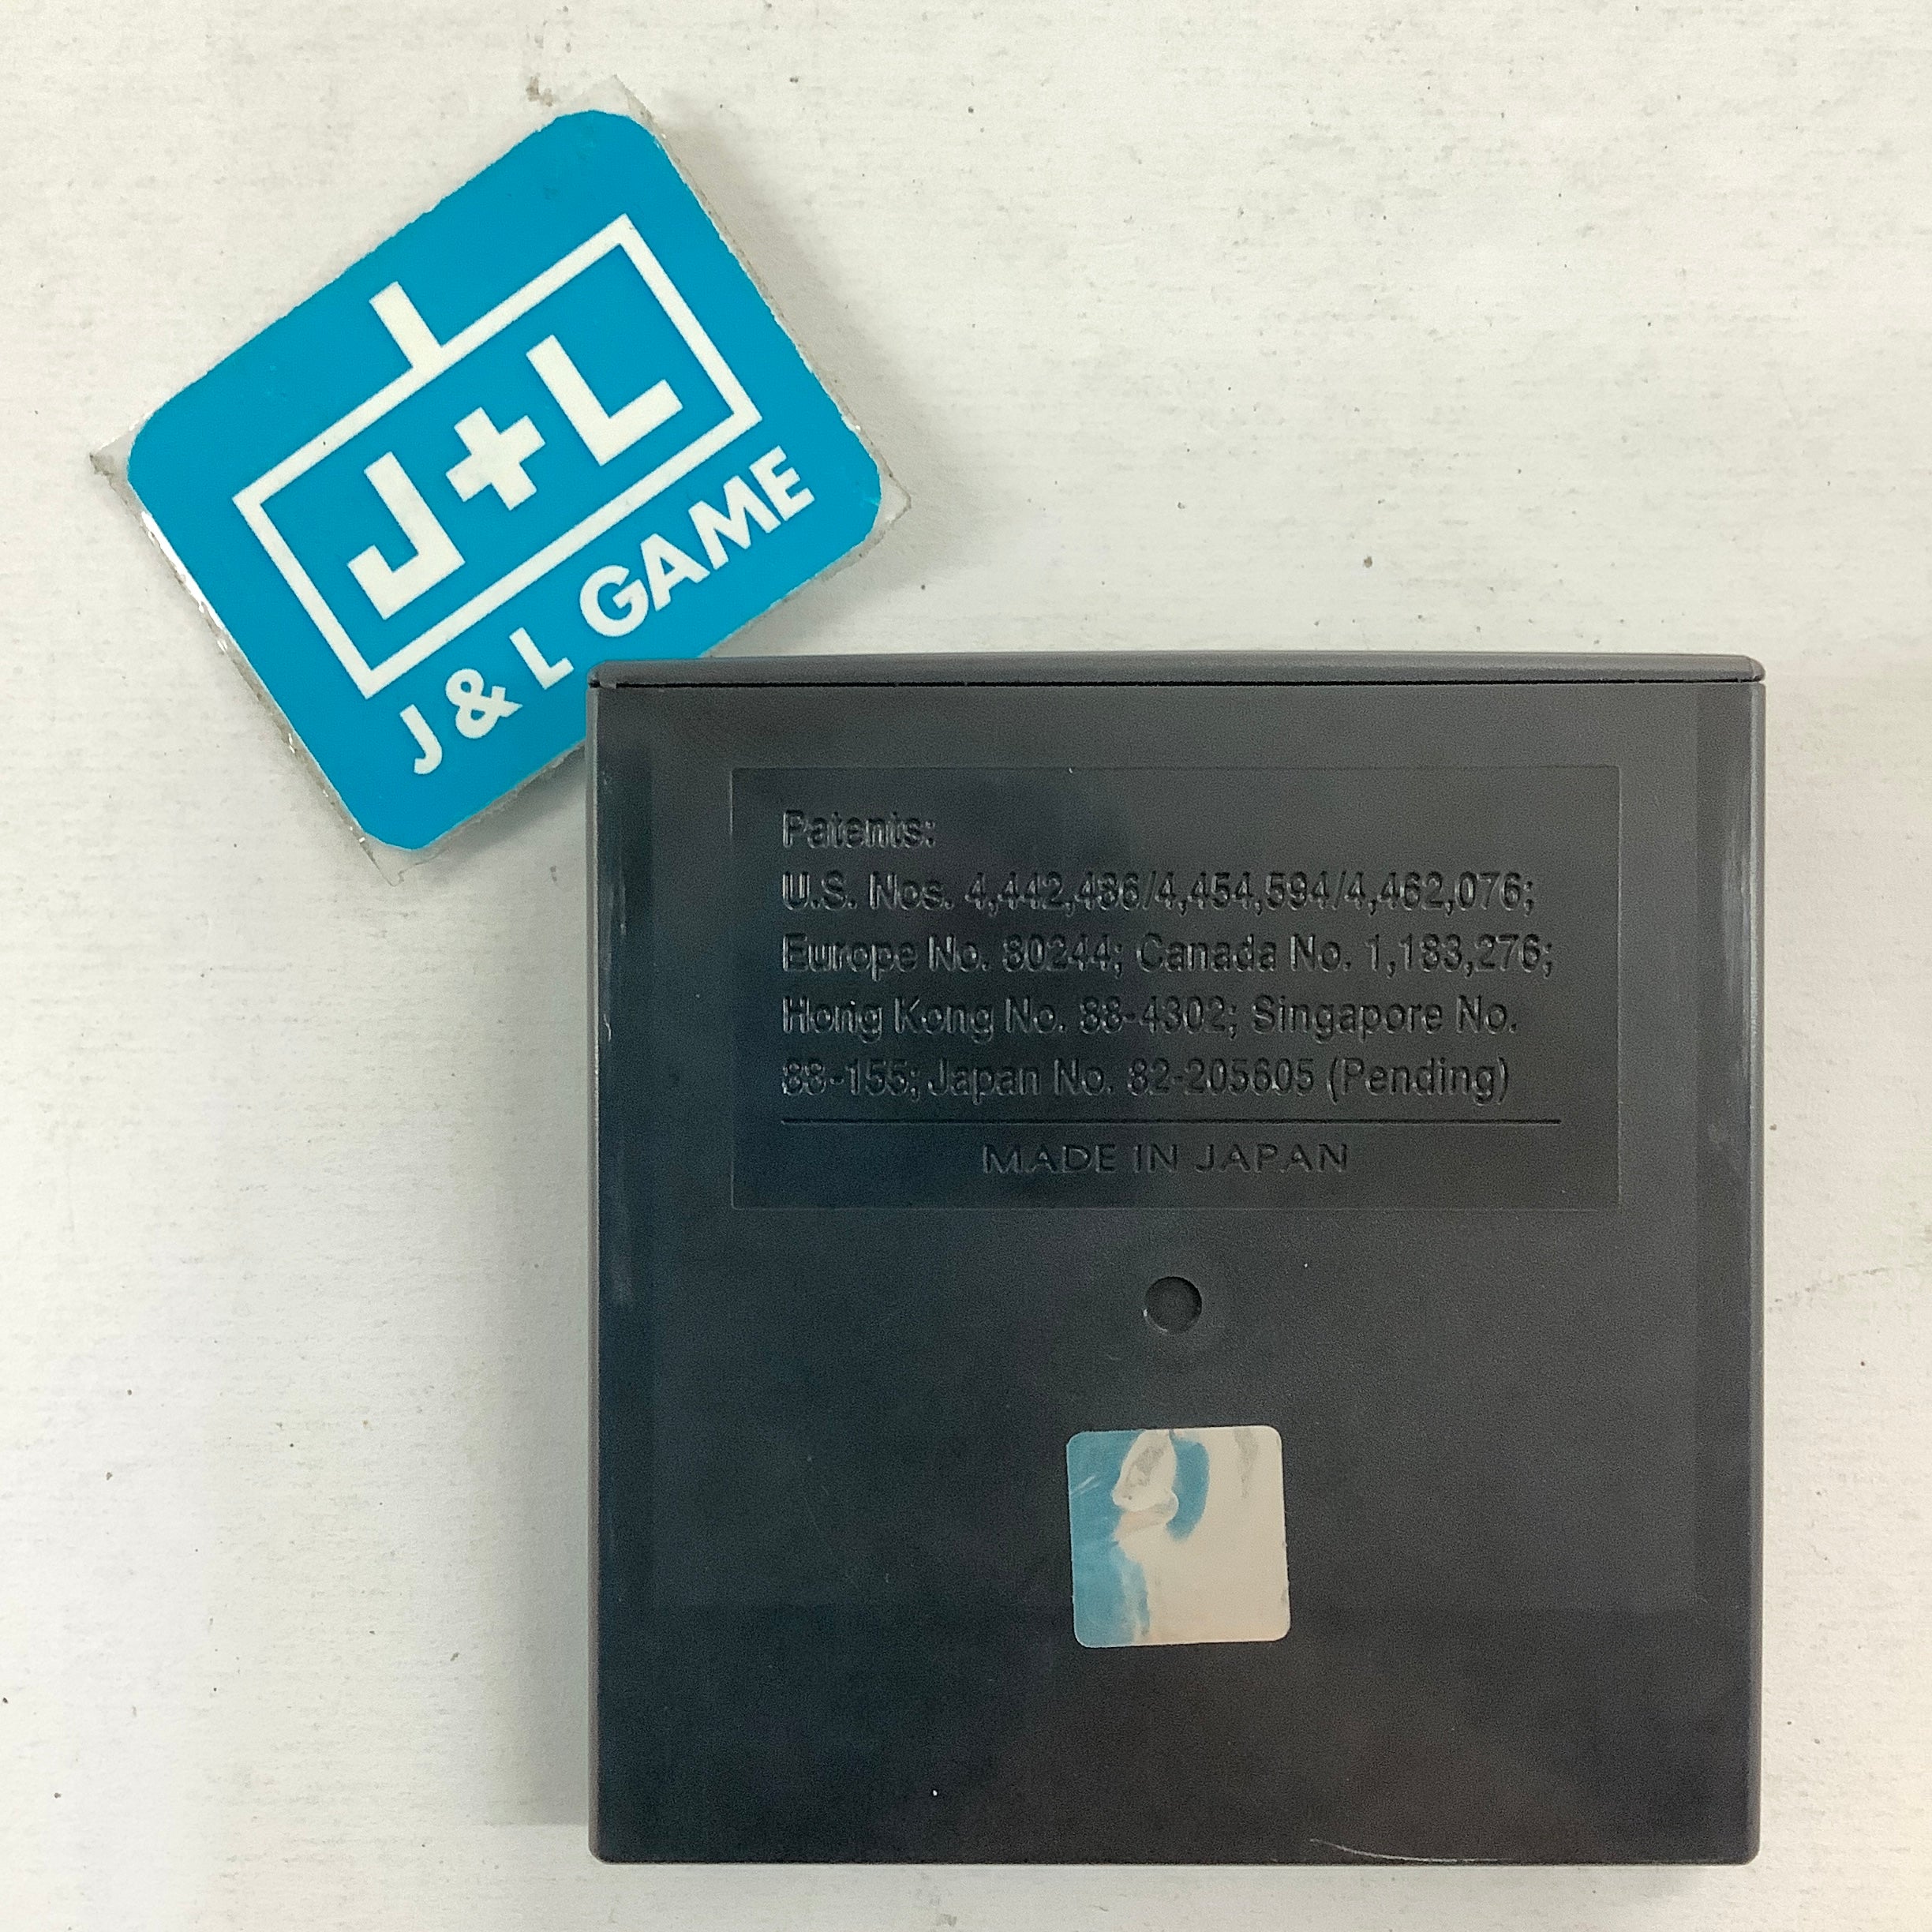 J+L
J & L GAME
Patents:
U.S. Nos. 4,442,486/4,454,594/4,462,076;
Europe No. 80244; Canada No. 1,183,276;
Hong Kong No. 88-4302; Singapore No.
88-155; Japan No. 82-205605 (Pending)
MADE IN JAPAN